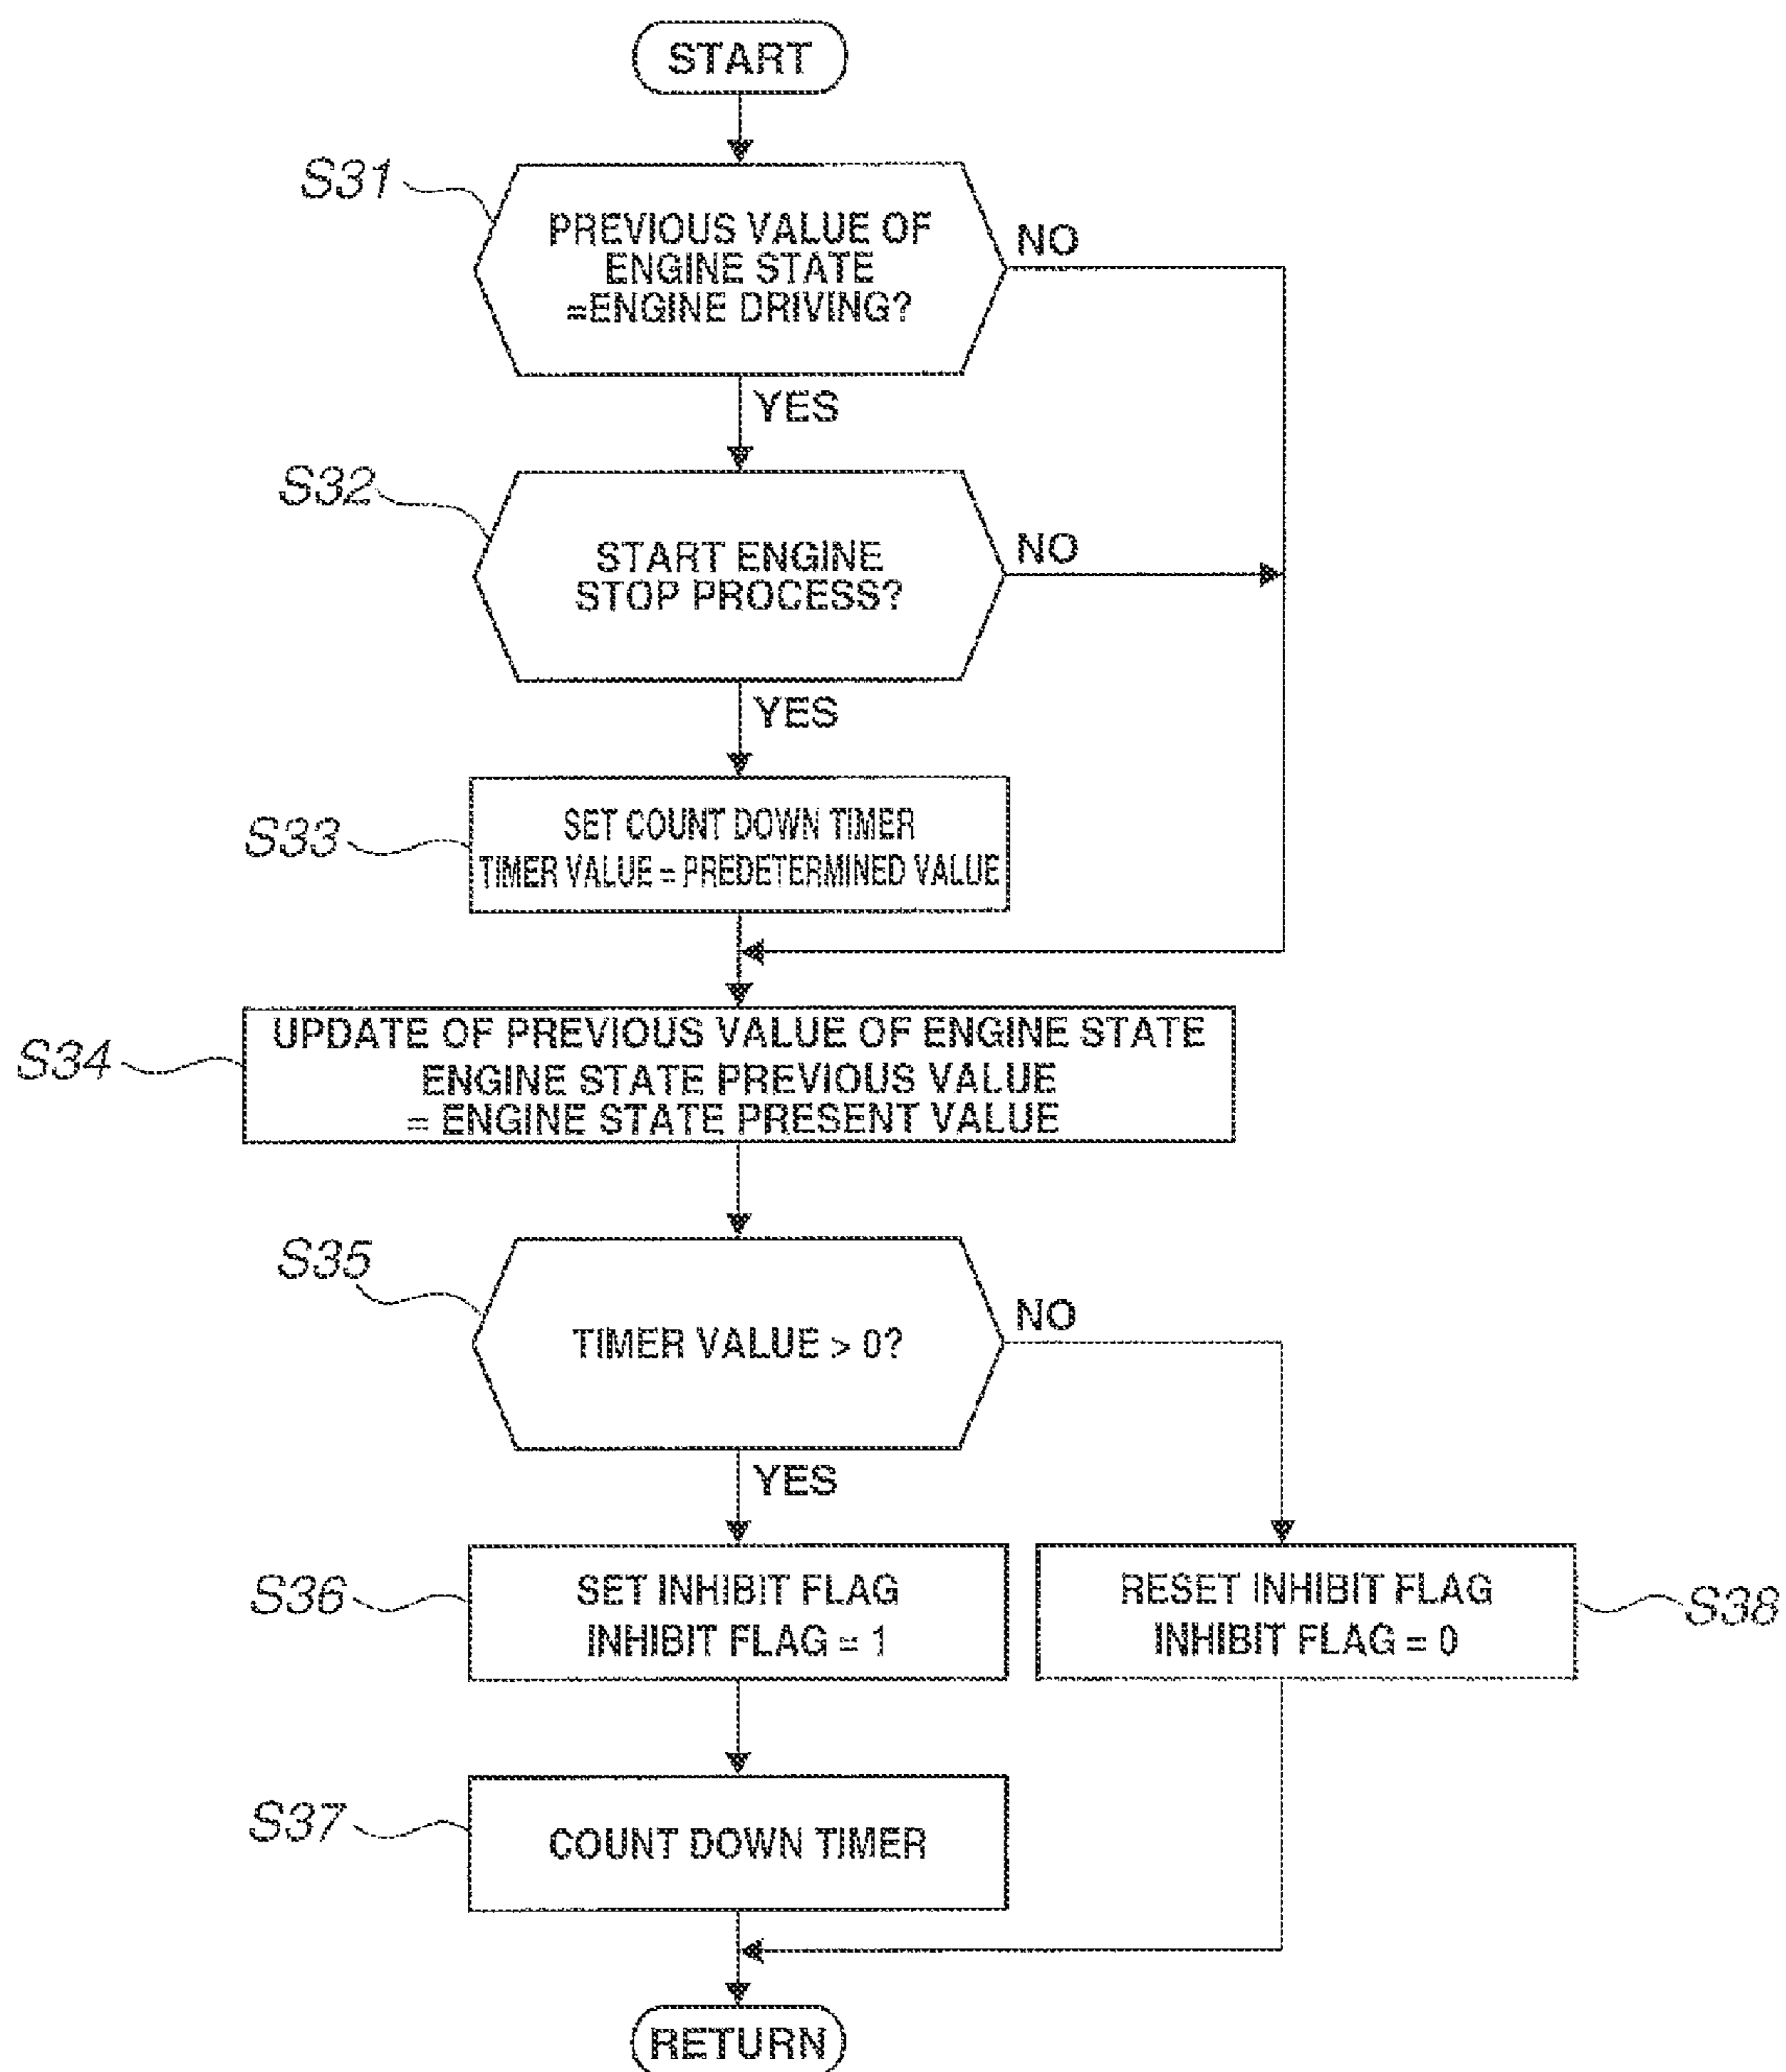 START
S31
PREVIOUS VALUE OF
ENGINE STATE
=ENGINE DRIVING?
NO
YES
S32
START ENGINE
STOP PROCESS?
NO
YES
S33
SET COUNT DOWN TIMER
TIMER VALUE = PREDETERMINED VALUE
S34
UPDATE OF PREVIOUS VALUE OF ENGINE STATE
ENGINE STATE PREVIOUS VALUE
= ENGINE STATE PRESENT VALUE
S35
TIMER VALUE > 0?
NO
YES
S36
SET INHIBIT FLAG
INHIBIT FLAG = 1
RESET INHIBIT FLAG
INHIBIT FLAG = 0
S38
S37
COUNT DOWN TIMER
RETURN